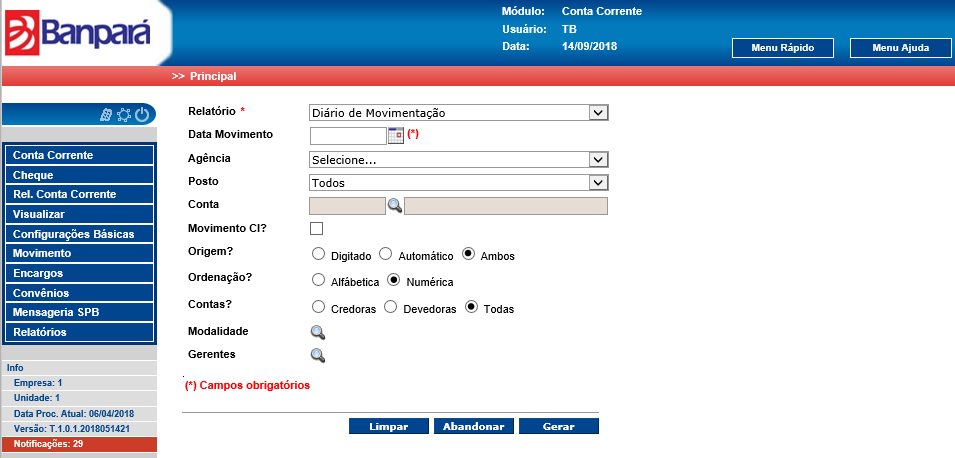 Banpará
Módulo: Conta Corrente
Usuário: TB
Data: 14/09/2018
Menu Rápido
Menu Ajuda
>> Principal
Conta Corrente
Cheque
Rel. Conta Corrente
Visualizar
Configurações Básicas
Movimento
Encargos
Convênios
Mensageria SPB
Relatórios
Info
Empresa: 1
Unidade: 1
Data Proc. Atual: 06/04/2018
Versão: T.1.0.1.2018051421
Notificações: 29
Relatório * Diário de Movimentação
Data Movimento (*)
Agência Selecione...
Posto Todos
Conta
Movimento CI?
Origem? Digitado Automático Ambos
Ordenação? Alfábetica Numérica
Contas? Credoras Devedoras Todas
Modalidade
Gerentes
(*) Campos obrigatórios
Limpar Abandonar Gerar